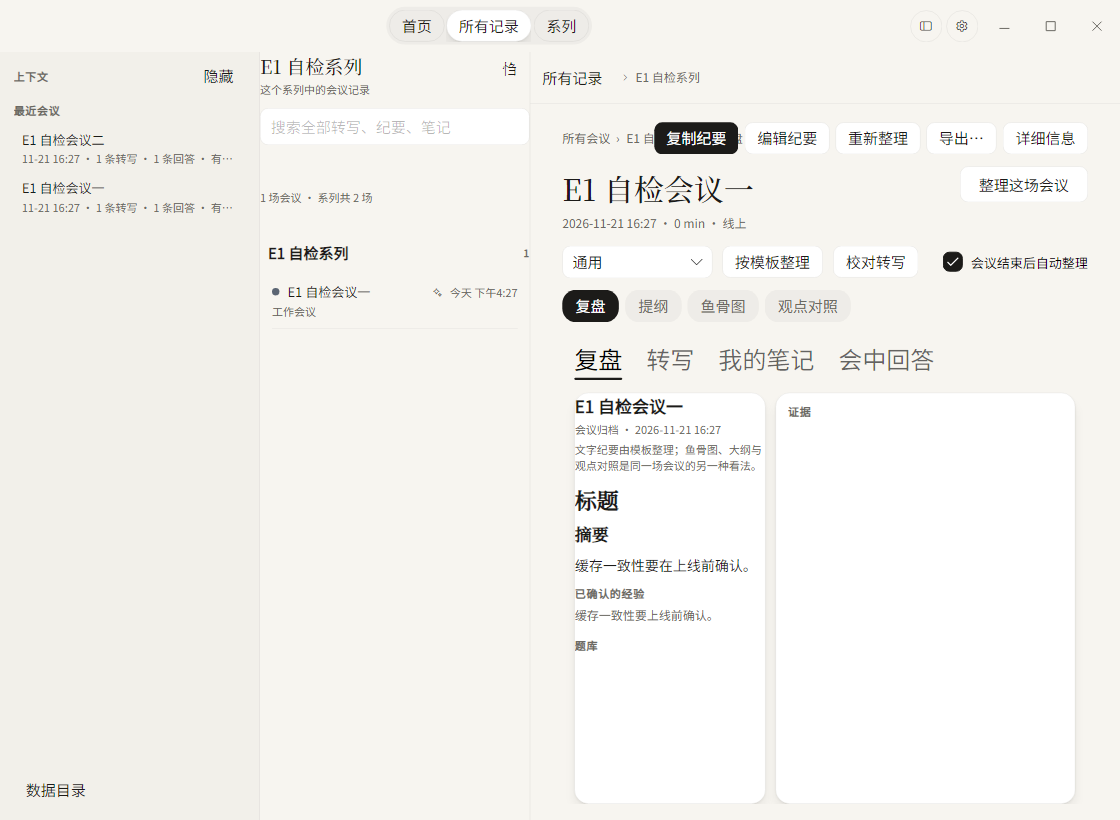 首页 所有记录 系列
上下文 隐藏
最近会议
E1 自检会议二
11-21 16:27 • 1 条转写 • 1 条回答 • 有…
E1 自检会议一
11-21 16:27 • 1 条转写 • 1 条回答 • 有…
数据目录
E1 自检系列
这个系列中的会议记录
搜索全部转写、纪要、笔记
1 场会议 • 系列共 2 场
E1 自检系列 1
E1 自检会议一 今天 下午4:27
工作会议
所有记录 › E1 自检系列
所有会议 › E1 自
复制纪要 编辑纪要 重新整理 导出… 详细信息
E1 自检会议一
整理这场会议
2026-11-21 16:27 • 0 min • 线上
通用 按模板整理 校对转写 会议结束后自动整理
复盘 提纲 鱼骨图 观点对照
复盘 转写 我的笔记 会中回答
E1 自检会议一
会议归档 • 2026-11-21 16:27
文字纪要由模板整理；鱼骨图、大纲与
观点对照是同一场会议的另一种看法。
标题
摘要
缓存一致性要在上线前确认。
已确认的经验
缓存一致性要上线前确认。
题库
证据